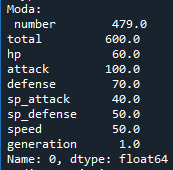 Moda:
 number        479.0
total         600.0
hp             60.0
attack        100.0
defense        70.0
sp_attack      40.0
sp_defense     50.0
speed          50.0
generation      1.0
Name: 0, dtype: float64